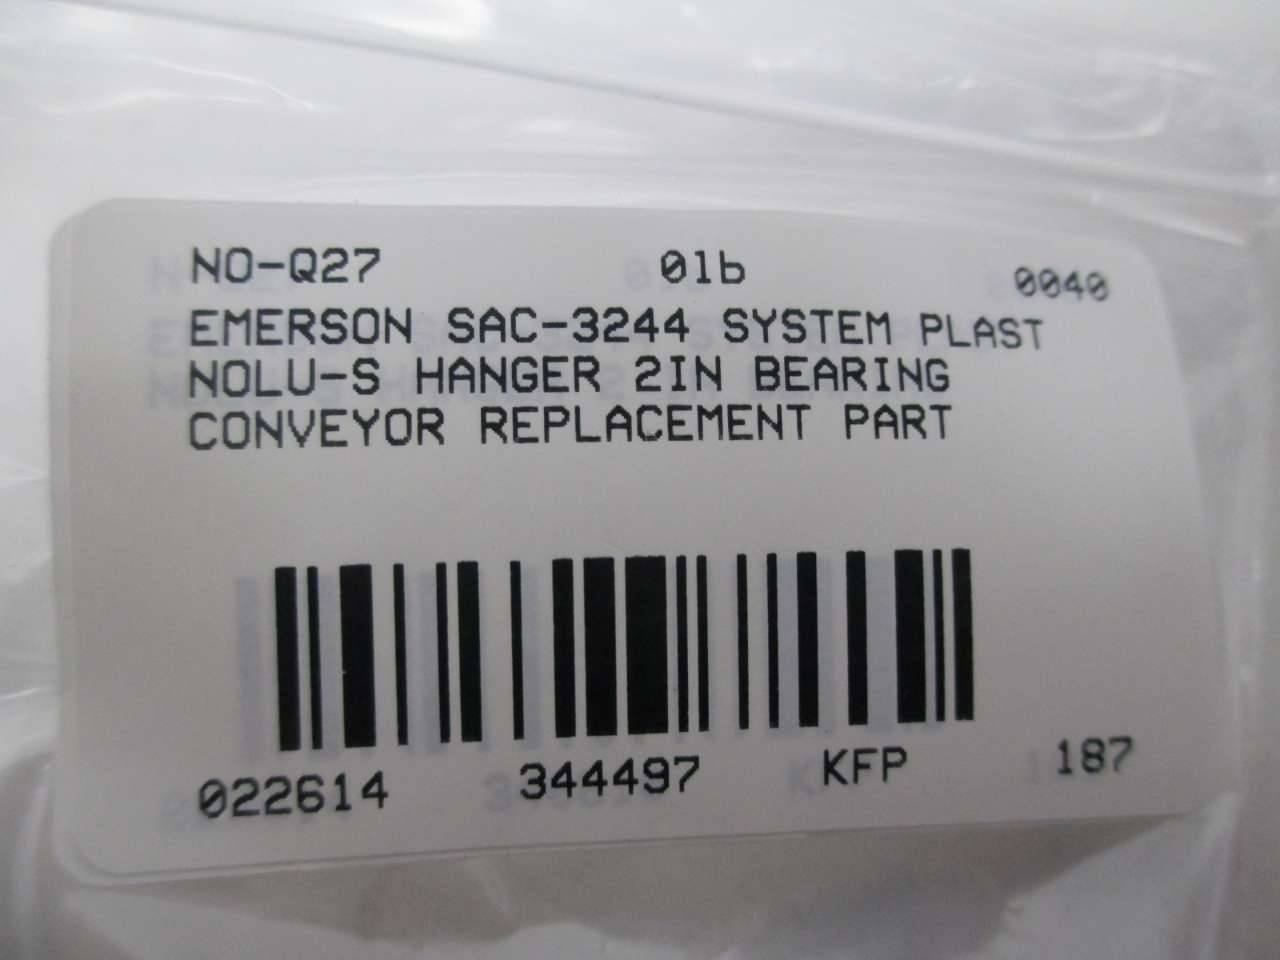 NO-Q27 01b 0040
EMERSON SAC-3244 SYSTEM PLAST
NOLU-S HANGER 2IN BEARING
CONVEYOR REPLACEMENT PART
022614 344497 KFP 187